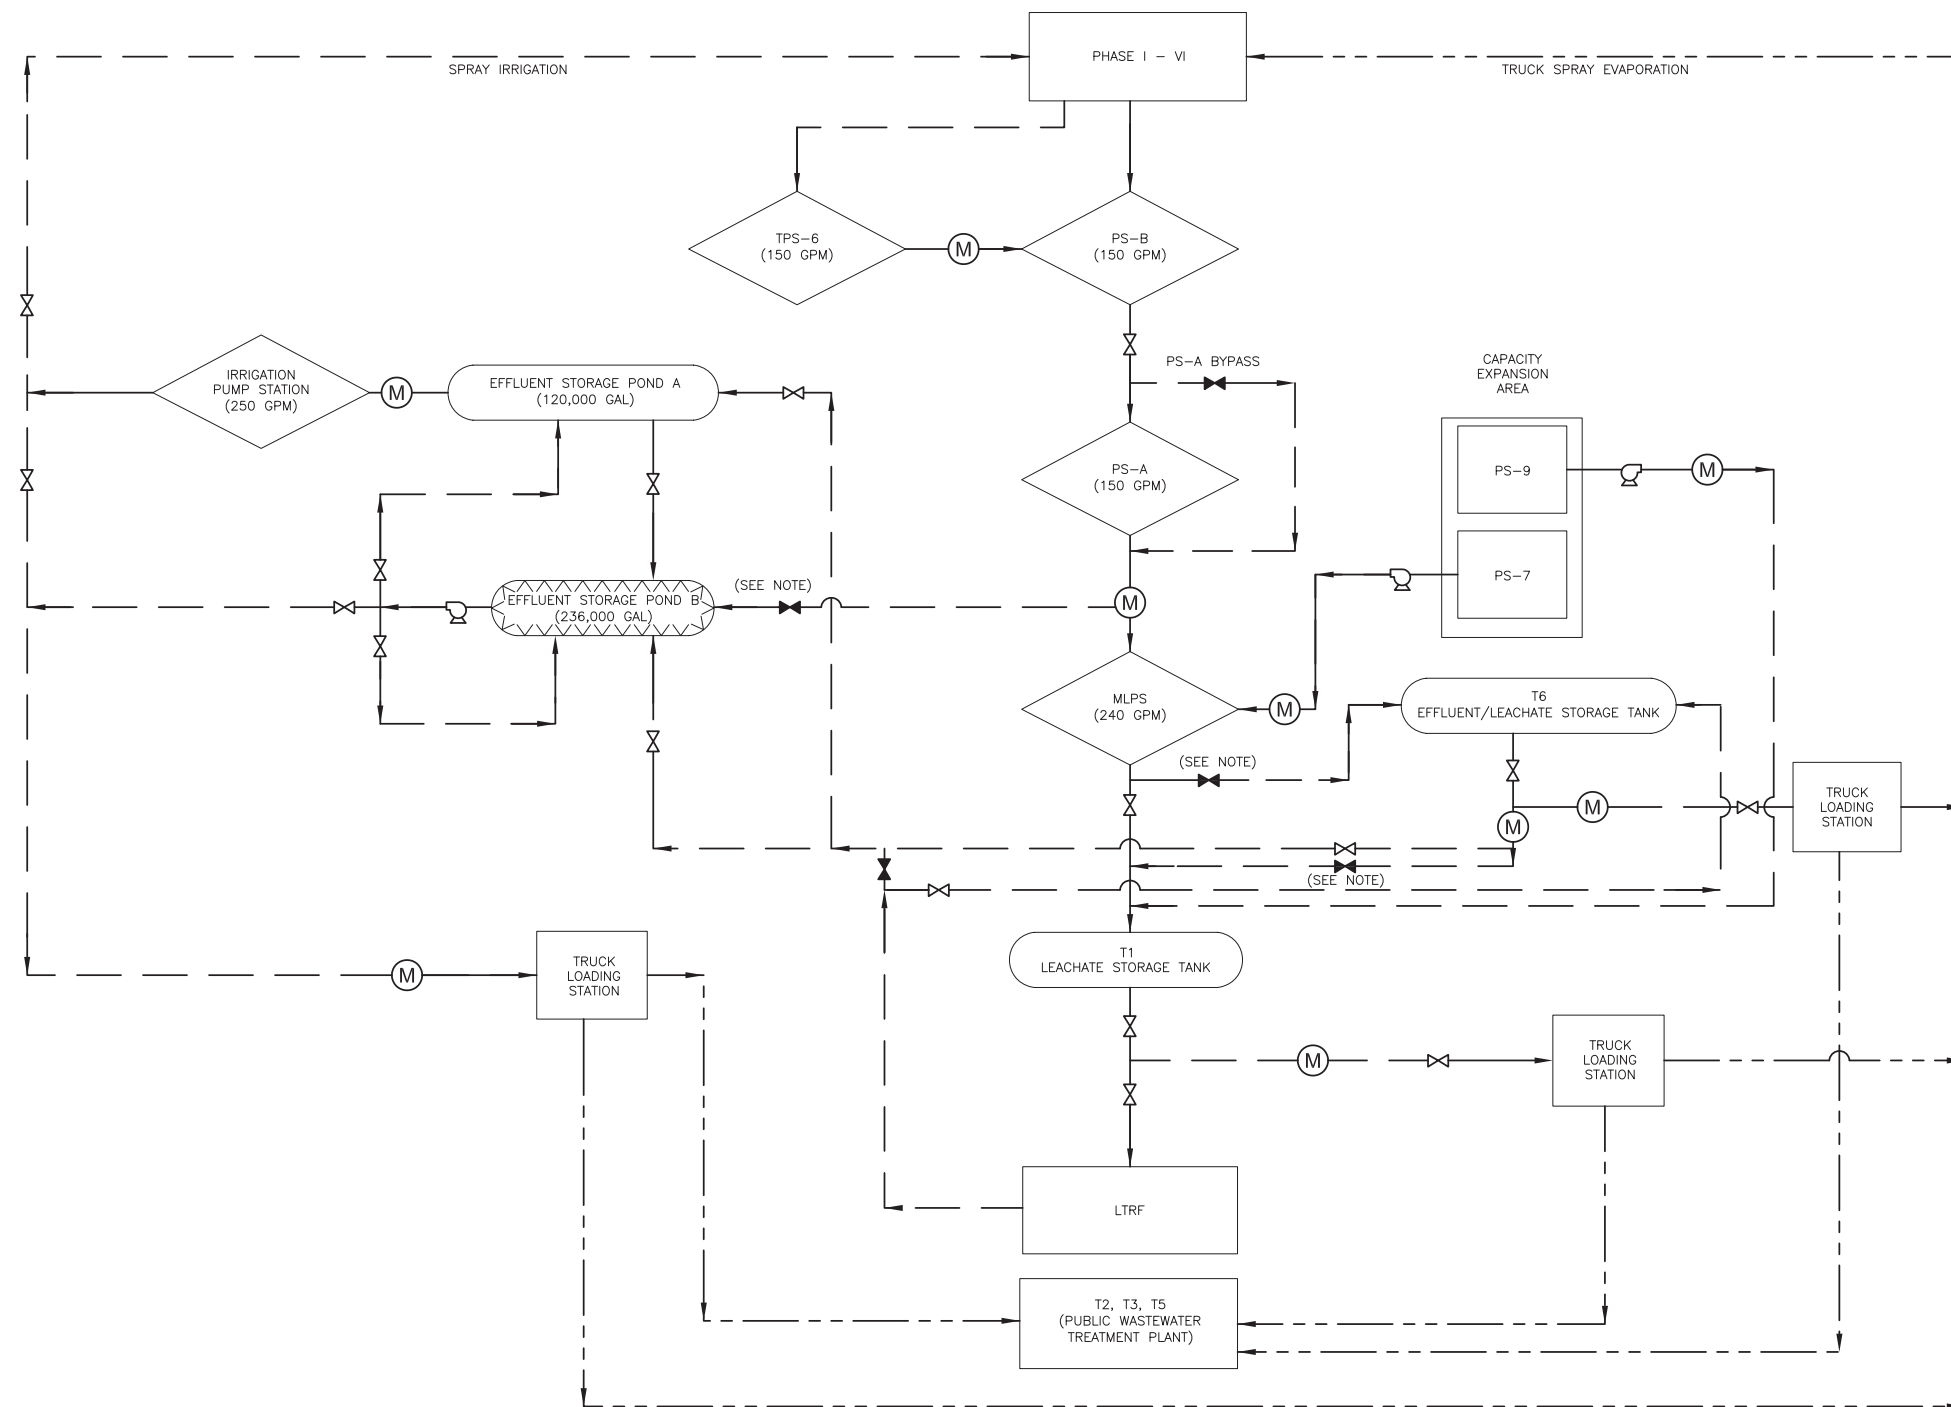 PHASE I - VI
SPRAY IRRIGATION
TRUCK SPRAY EVAPORATION
TPS-6
(150 GPM)
M
PS-B
(150 GPM)
PS-A BYPASS
CAPACITY
EXPANSION
AREA
IRRIGATION
PUMP STATION
(250 GPM)
M
EFFLUENT STORAGE POND A
(120,000 GAL)
PS-A
(150 GPM)
PS-9
M
PS-7
(SEE NOTE)
EFFLUENT STORAGE POND B
(236,000 GAL)
M
MLPS
(240 GPM)
M
T6
EFFLUENT/LEACHATE STORAGE TANK
(SEE NOTE)
M
M
TRUCK
LOADING
STATION
(SEE NOTE)
T1
LEACHATE STORAGE TANK
M
TRUCK
LOADING
STATION
M
TRUCK
LOADING
STATION
LTRF
T2, T3, T5
(PUBLIC WASTEWATER
TREATMENT PLANT)